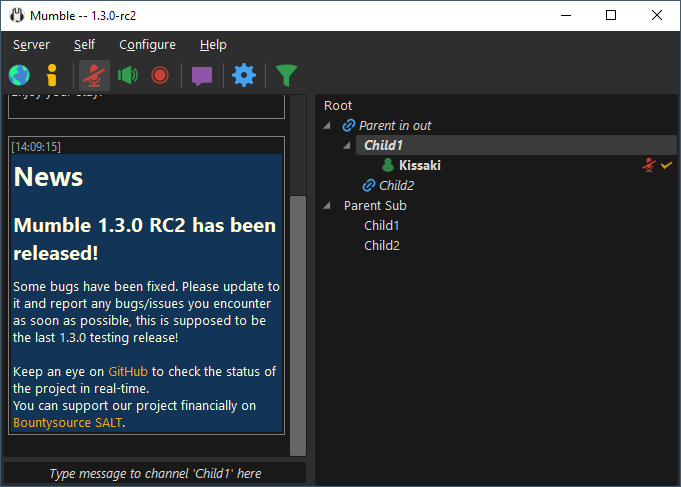 Mumble -- 1.3.0-rc2
Server Self Configure Help
Enjoy your stay!
[14:09:15]
News
Mumble 1.3.0 RC2 has been
released!
Some bugs have been fixed. Please update to
it and report any bugs/issues you encounter
as soon as possible, this is supposed to be
the last 1.3.0 testing release!
Keep an eye on GitHub to check the status of
the project in real-time.
You can support our project financially on
Bountysource SALT.
Type message to channel 'Child1' here
Root
Parent in out
Child1
Kissaki
Child2
Parent Sub
Child1
Child2